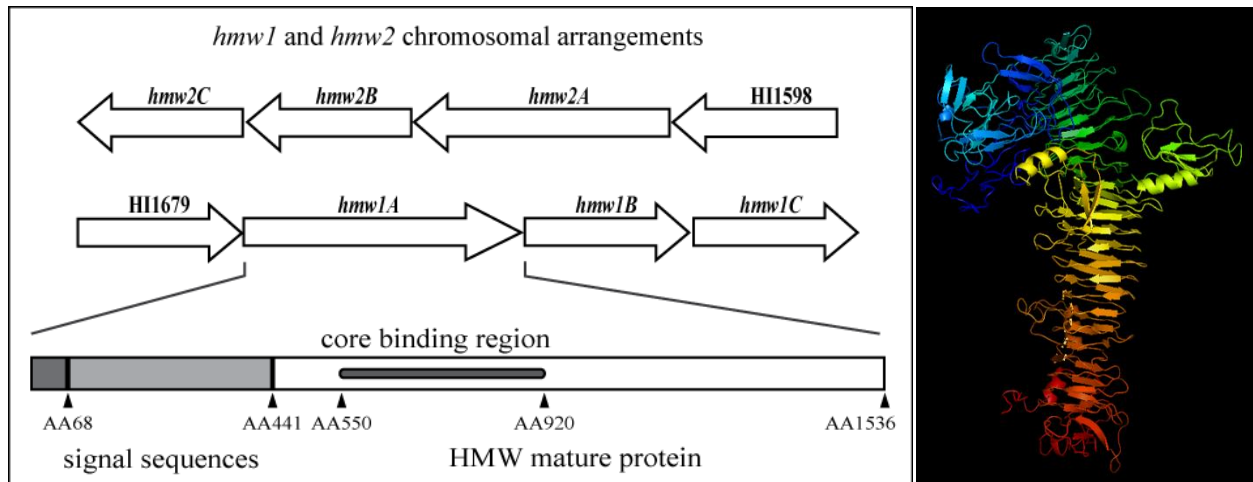 hmw1 and hmw2 chromosomal arrangements
hmw2C hmw2B hmw2A HI1598
HI1679 hmw1A hmw1B hmw1C
core binding region
AA68 AA441 AA550 AA920 AA1536
signal sequences HMW mature protein